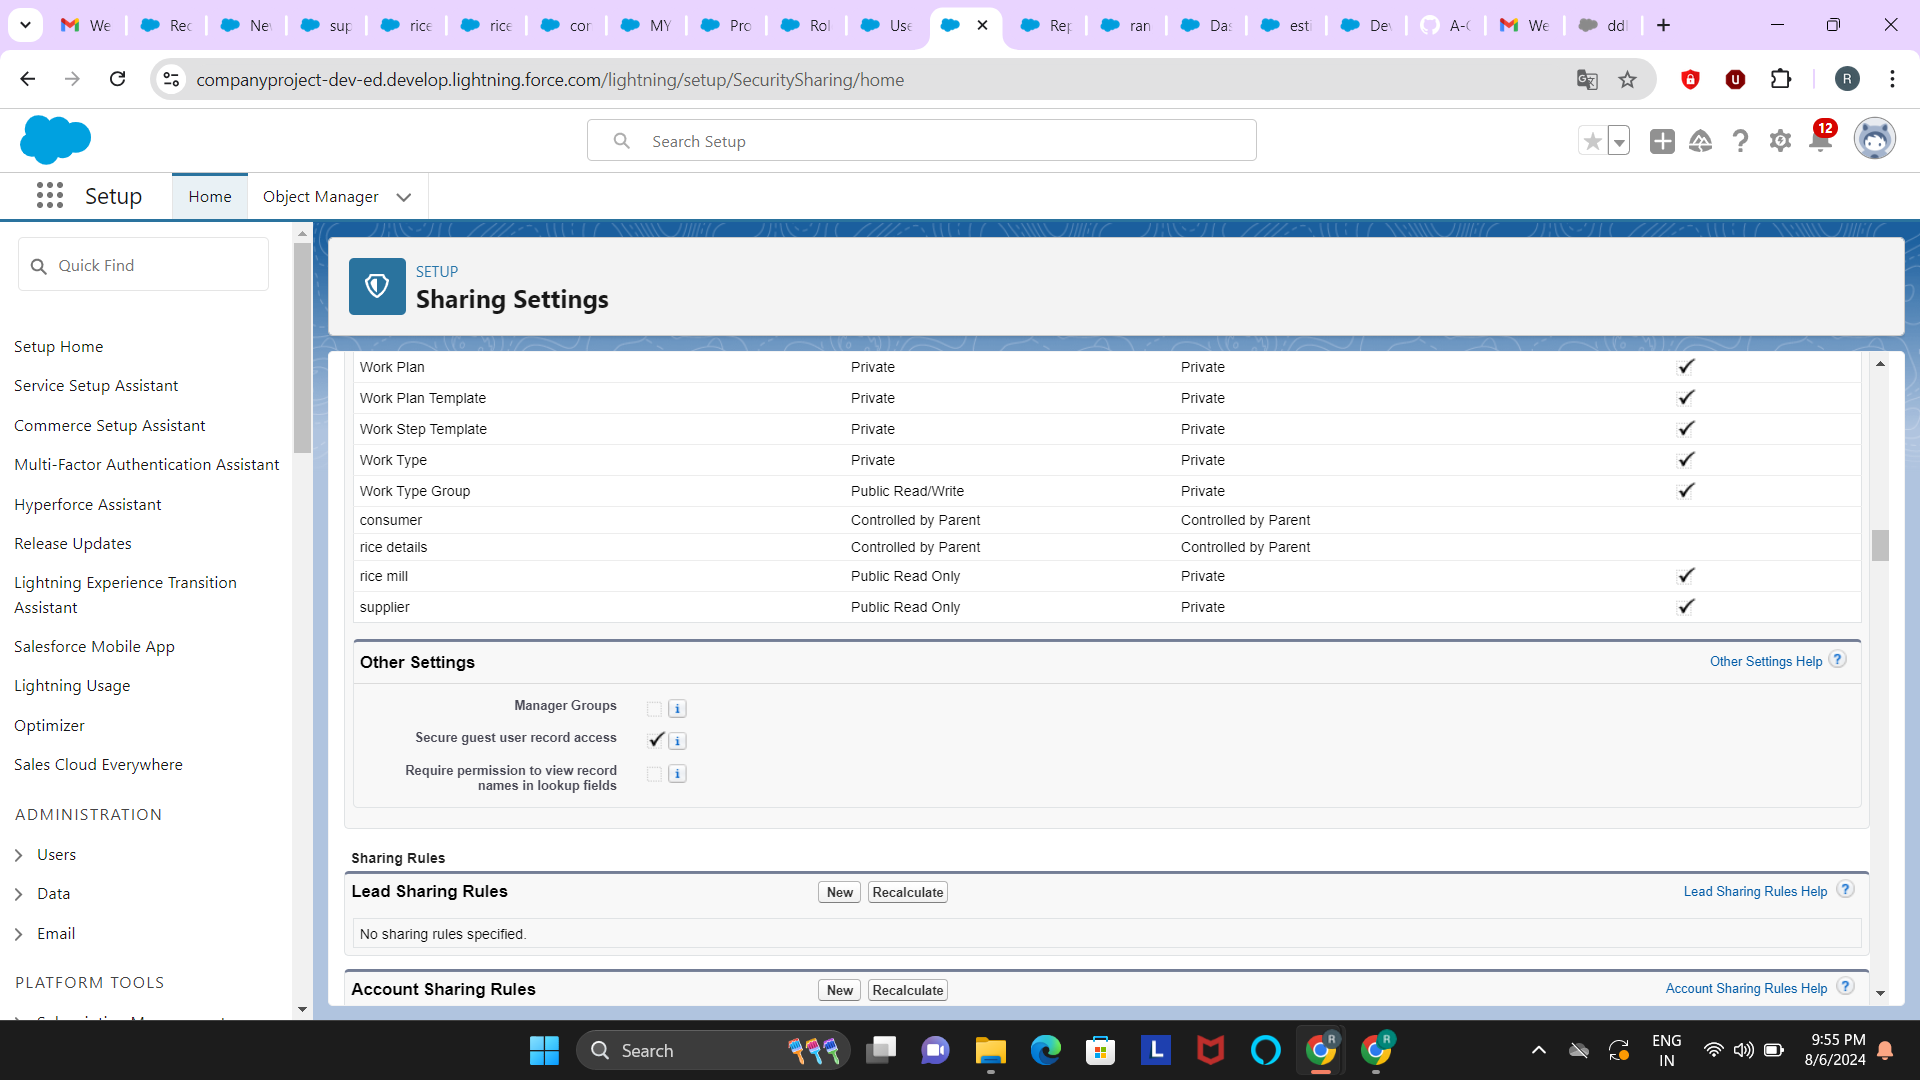 We
Rec
Nev
sup
rice
rice
cor
MY
Pro
Rol
Use
Rep
ran
Da
esti
De
A-
We
ddl
companyproject-dev-ed.develop.lightning.force.com/lightning/setup/SecuritySharing/home
R
Search Setup
12
Setup
Home
Object Manager
Quick Find
Setup Home
Service Setup Assistant
Commerce Setup Assistant
Multi-Factor Authentication Assistant
Hyperforce Assistant
Release Updates
Lightning Experience Transition
Assistant
Salesforce Mobile App
Lightning Usage
Optimizer
Sales Cloud Everywhere
ADMINISTRATION
Users
Data
Email
PLATFORM TOOLS
SETUP
Sharing Settings
Work Plan Private Private
Work Plan Template Private Private
Work Step Template Private Private
Work Type Private Private
Work Type Group Public Read/Write Private
consumer Controlled by Parent Controlled by Parent
rice details Controlled by Parent Controlled by Parent
rice mill Public Read Only Private
supplier Public Read Only Private
Other Settings Other Settings Help ?
Manager Groups
Secure guest user record access
Require permission to view record
names in lookup fields
Sharing Rules
Lead Sharing Rules New Recalculate Lead Sharing Rules Help ?
No sharing rules specified.
Account Sharing Rules New Recalculate Account Sharing Rules Help ?
Search
L
R
R
ENG
IN
9:55 PM
8/6/2024